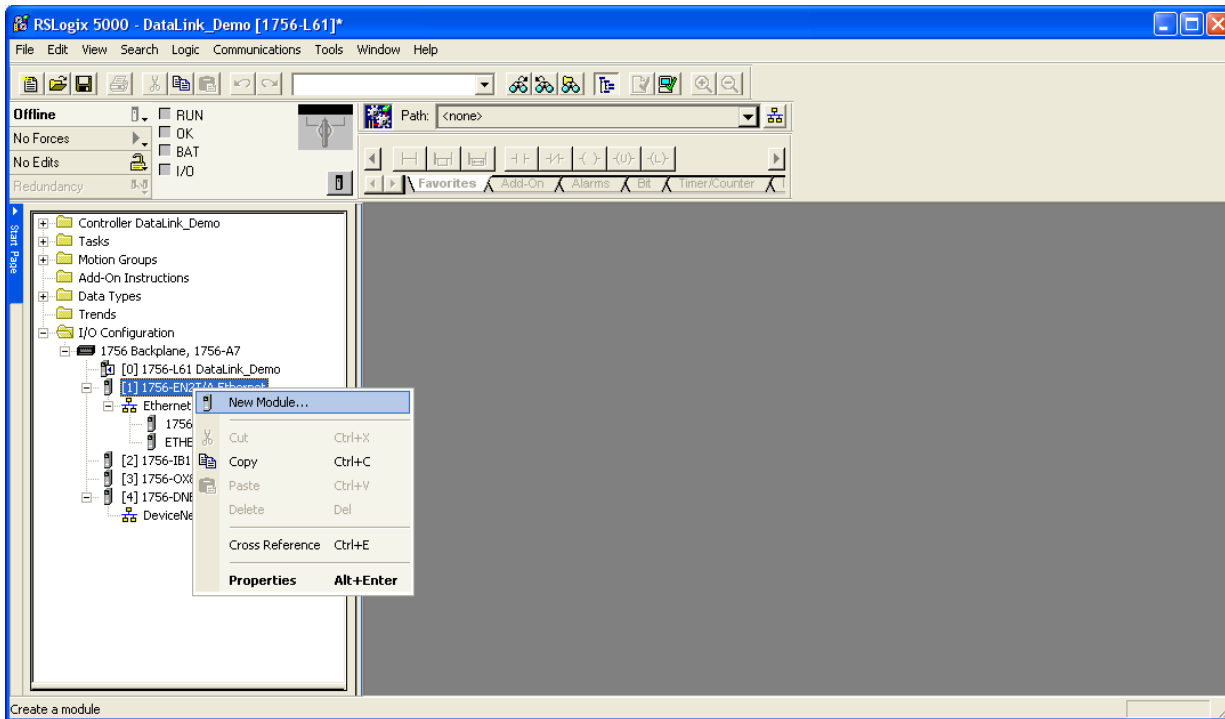 RSLogix 5000 - DataLink_Demo [1756-L61]*
File Edit View Search Logic Communications Tools Window Help
Offline
RUN
Path: <none>
No Forces
OK
No Edits
BAT
I/O
Redundancy
Favorites Add-On Alarms Bit Timer/Counter
Start Page
Controller DataLink_Demo
Tasks
Motion Groups
Add-On Instructions
Data Types
Trends
I/O Configuration
1756 Backplane, 1756-A7
[0] 1756-L61 DataLink_Demo
[1] 1756-EN2T/A Ethernet
Ethernet
1756
ETHE
[2] 1756-IB1
[3] 1756-OX8
[4] 1756-DNB
DeviceNe
New Module...
Cut Ctrl+X
Copy Ctrl+C
Paste Ctrl+V
Delete Del
Cross Reference Ctrl+E
Properties Alt+Enter
Create a module